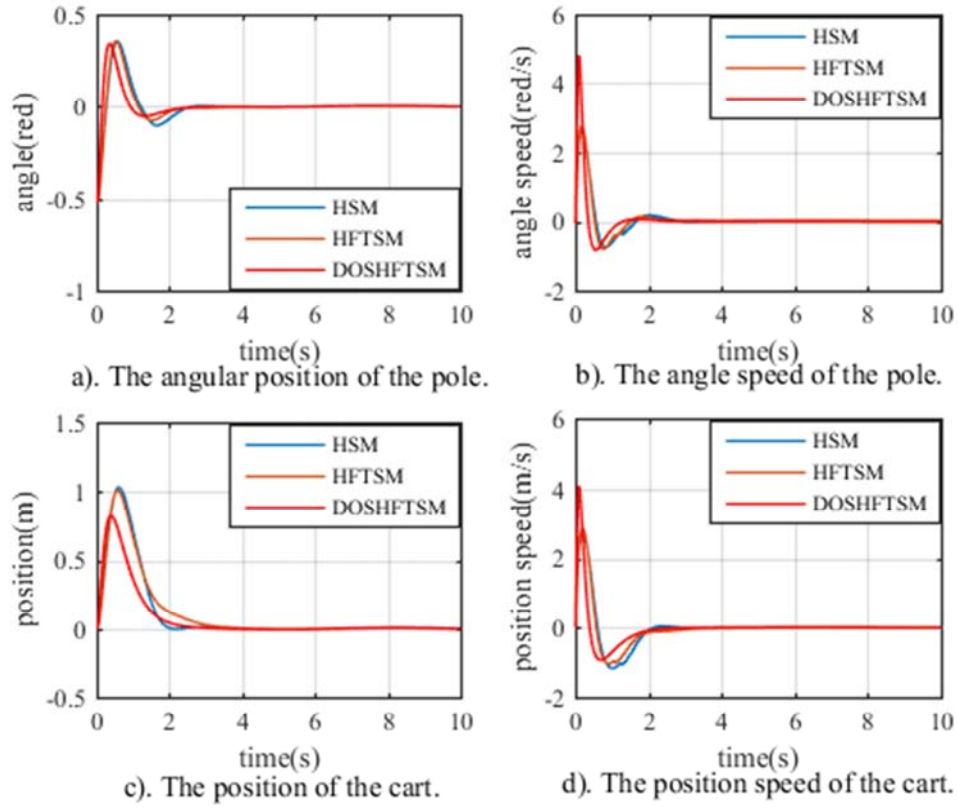 0.5
0
-0.5
-1
angle(red)
HSM
HFTSM
DOSHFTSM
0 2 4 6 8 10
time(s)
a). The angular position of the pole.
6
4
2
0
-2
angle speed(red/s)
HSM
HFTSM
DOSHFTSM
0 2 4 6 8 10
time(s)
b). The angle speed of the pole.
1.5
1
0.5
0
-0.5
position(m)
HSM
HFTSM
DOSHFTSM
0 2 4 6 8 10
time(s)
c). The position of the cart.
6
4
2
0
-2
position speed(m/s)
HSM
HFTSM
DOSHFTSM
0 2 4 6 8 10
time(s)
d). The position speed of the cart.